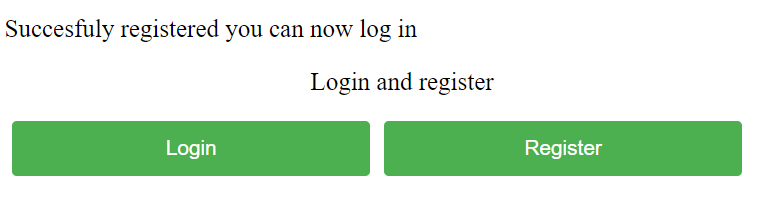 Succesfuly registered you can now log in
Login and register
Login
Register